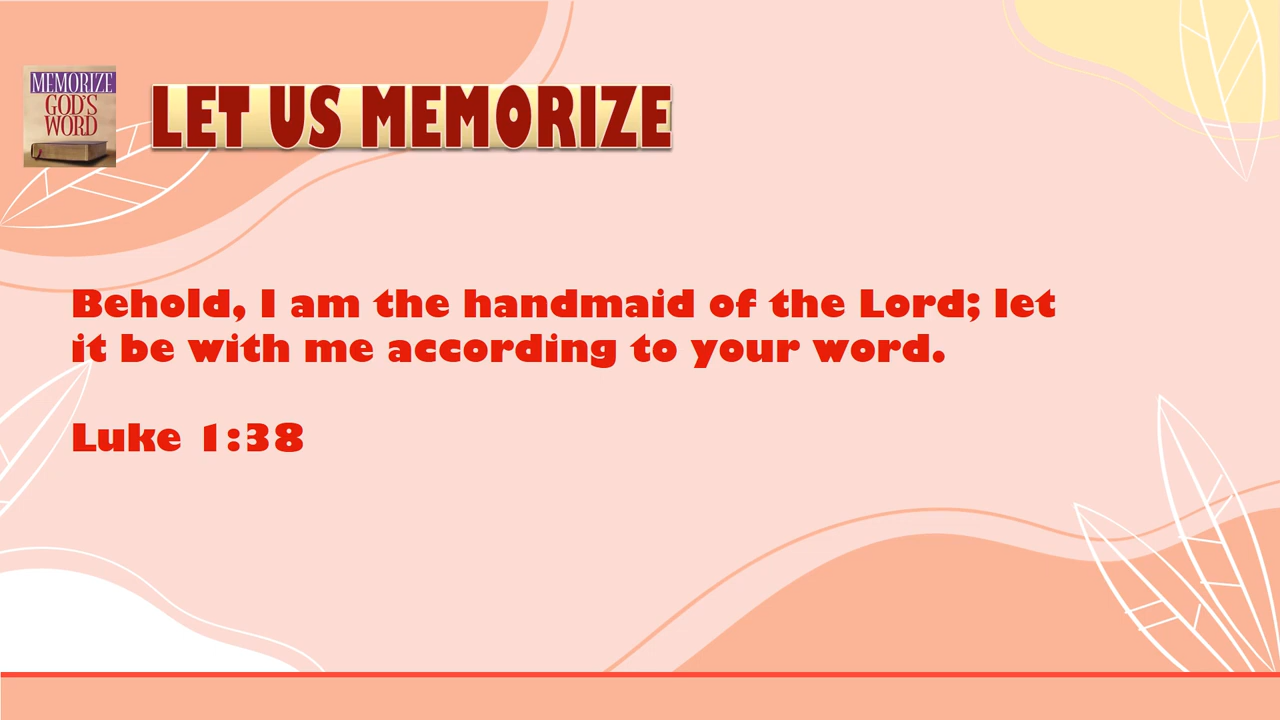 MEMORIZE
GOD'S
WORD
LET US MEMORIZE
Behold, I am the handmaid of the Lord; let
it be with me according to your word.
Luke 1:38